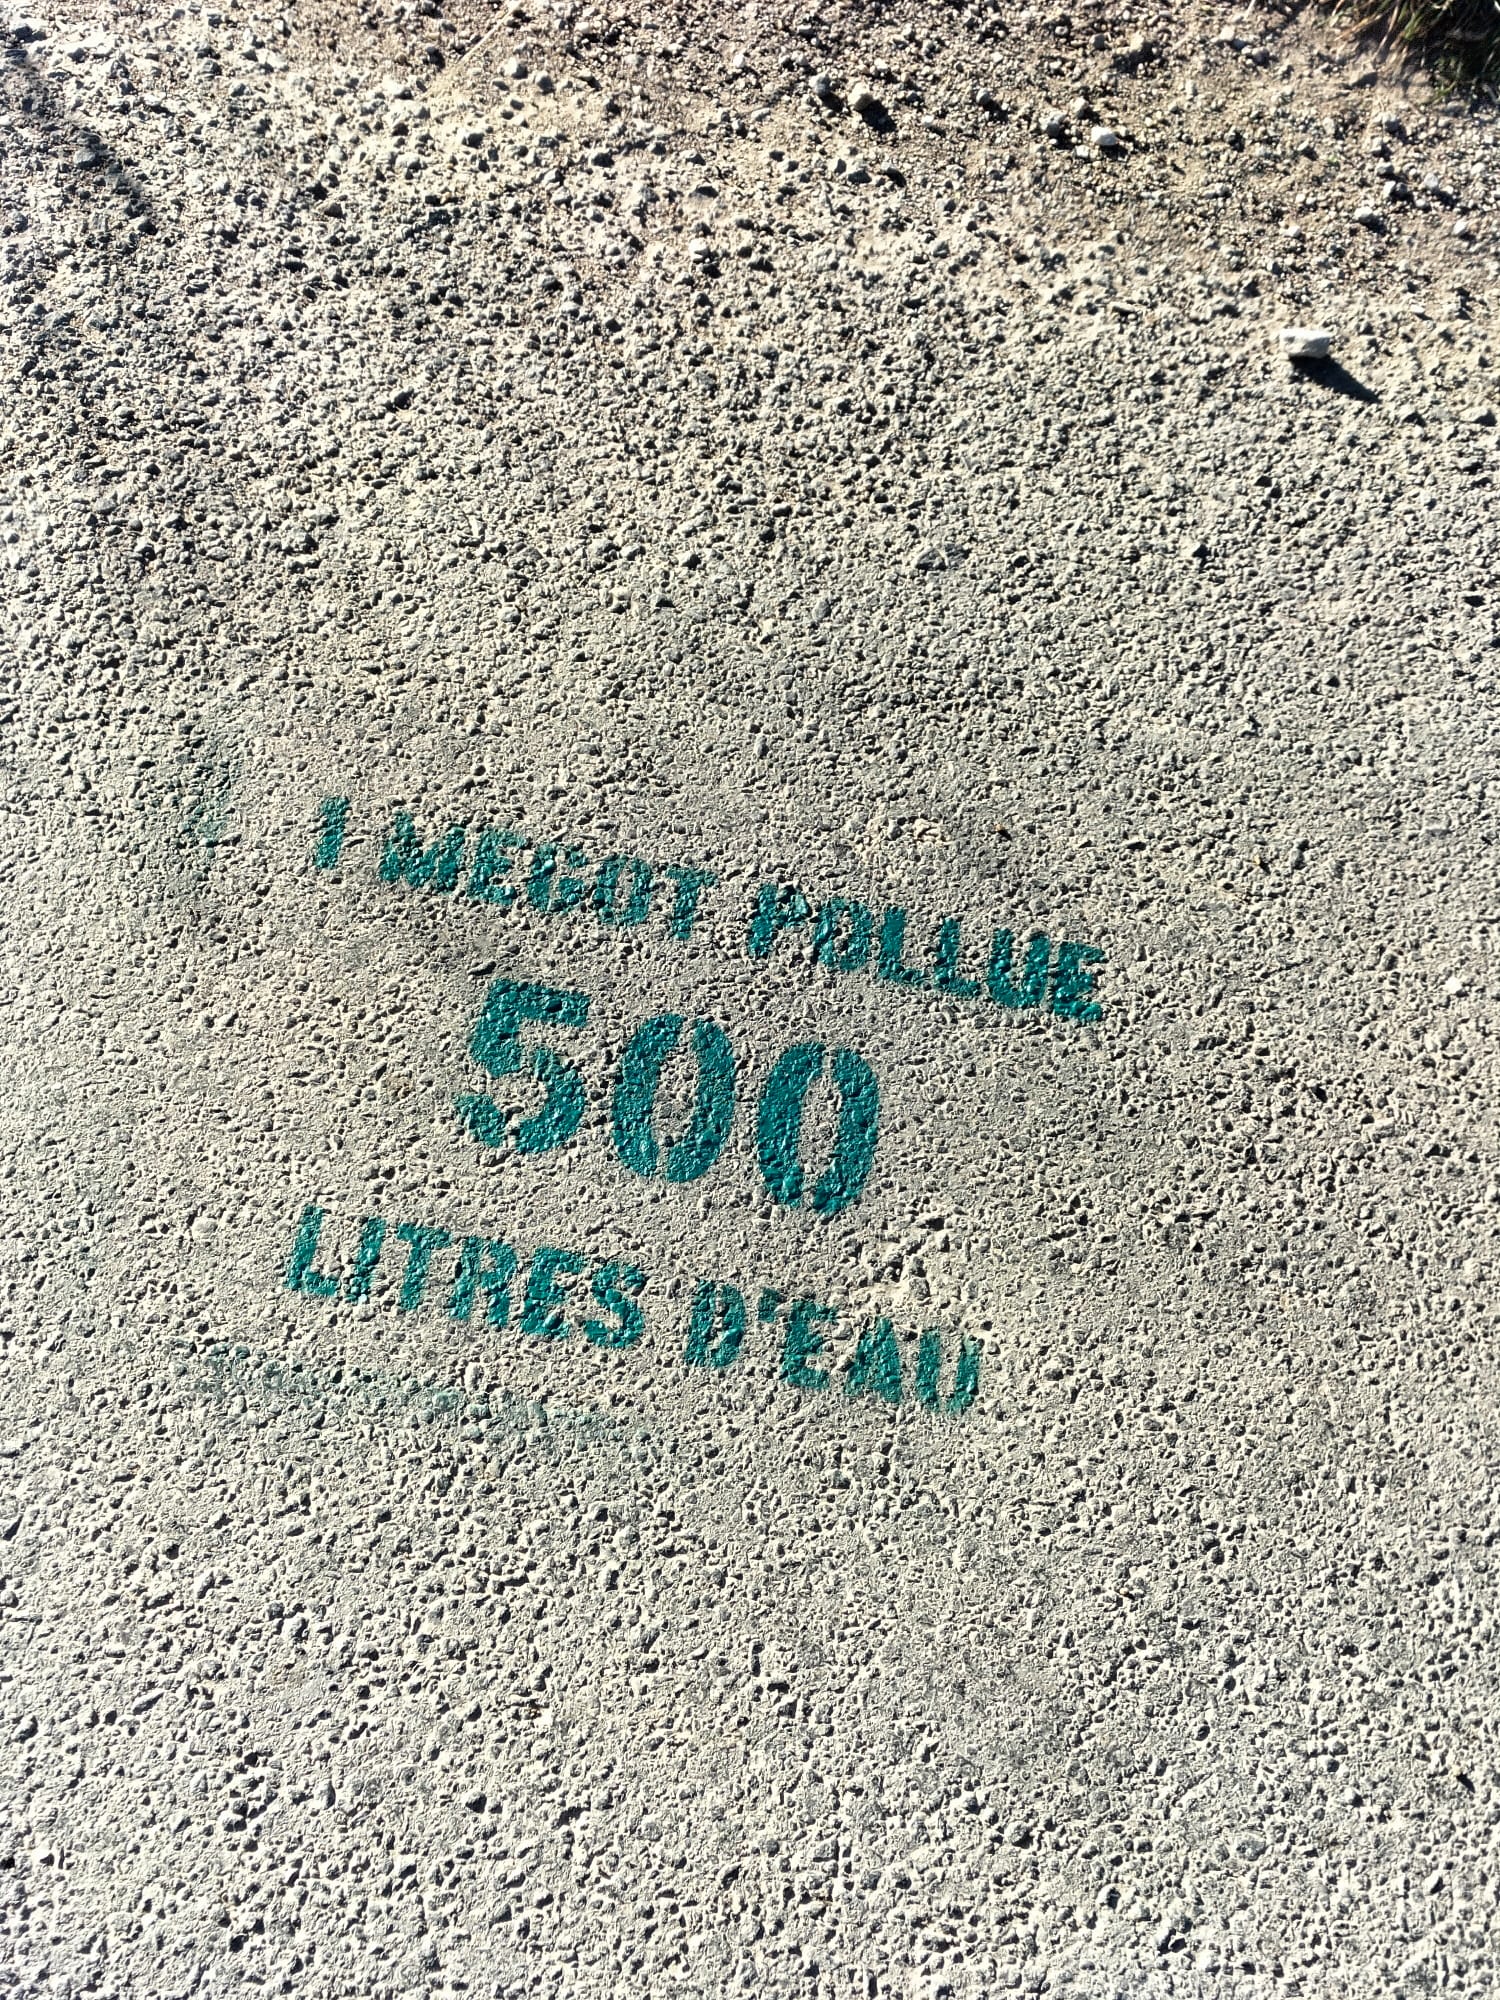 1 MEGOT POLLUE
500
LITRES D'EAU